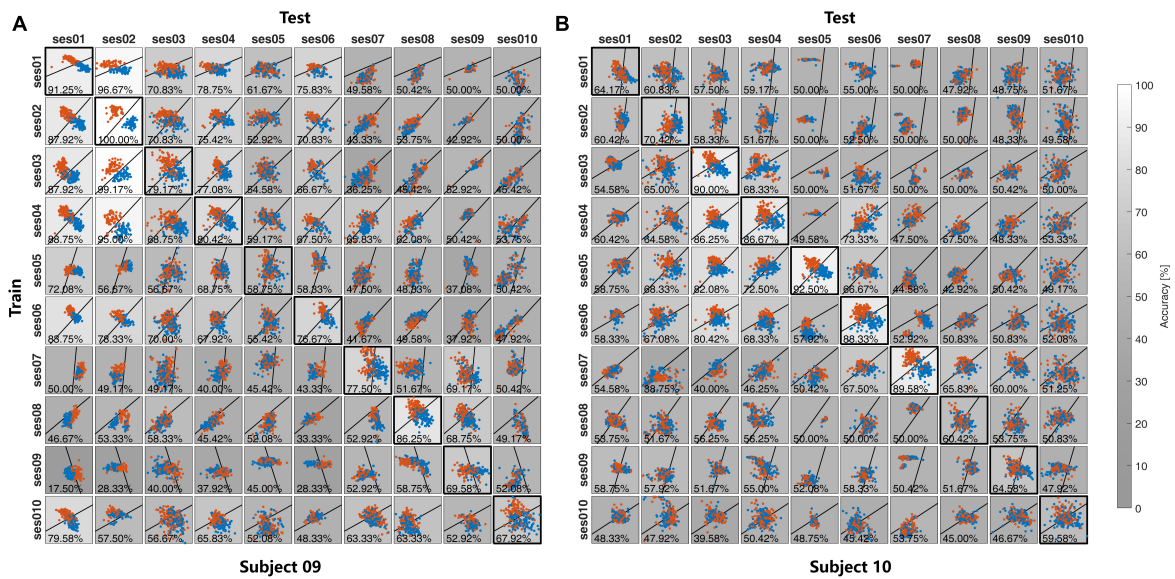 A Test B Test
ses01 ses02 ses03 ses04 ses05 ses06 ses07 ses08 ses09 ses010 ses01 ses02 ses03 ses04 ses05 ses06 ses07 ses08 ses09 ses010
ses01 91.25% 96.67% 70.83% 78.75% 61.67% 75.83% 49.58% 50.42% 50.00% 50.00% ses01 64.17% 60.83% 57.50% 59.17% 50.00% 55.00% 50.00% 47.92% 48.75% 51.67%
ses02 87.92% 100.00% 70.83% 75.42% 52.92% 70.83% 43.33% 53.75% 42.92% 50.00% ses02 60.42% 70.42% 58.33% 51.67% 50.00% 52.50% 50.00% 50.00% 48.33% 49.58%
ses03 87.92% 99.17% 79.17% 77.08% 54.58% 66.67% 36.25% 45.42% ses03 54.58% 65.00% 90.00% 68.33% 50.00% 51.67% 50.00% 50.00% 50.42% 50.00%
ses04 88.75% 95.00% 68.75% 80.42% 59.17% 67.50% 65.83% 62.08% 50.42% 53.75% ses04 60.42% 64.58% 86.25% 86.67% 49.58% 73.33% 47.50% 57.50% 48.33% 53.33%
ses05 72.08% 56.67% 56.67% 68.75% 58.75% 58.33% 47.50% 48.33% 37.08% 50.42% ses05 58.75% 68.33% 82.08% 72.50% 92.50% 86.67% 44.58% 42.92% 50.42% 49.17%
ses06 88.75% 78.33% 70.00% 67.92% 55.42% 76.67% 41.67% 49.58% 37.92% 47.92% ses06 58.33% 67.08% 80.42% 68.33% 57.92% 88.33% 52.92% 50.83% 50.83% 52.08%
ses07 50.00% 49.17% 49.17% 40.00% 45.42% 43.33% 77.50% 51.67% 69.17% 50.42% ses07 54.58% 38.75% 40.00% 46.25% 50.42% 67.50% 89.58% 65.83% 60.00% 51.25%
ses08 46.67% 53.33% 58.33% 45.42% 52.08% 33.33% 52.92% 86.25% 68.75% 49.17% ses08 53.75% 51.67% 56.25% 56.25% 50.00% 50.00% 50.00% 60.42% 53.75% 50.83%
ses09 17.50% 28.33% 40.00% 37.92% 45.00% 28.33% 52.92% 58.75% 69.58% 52.08% ses09 58.75% 57.92% 51.67% 55.00% 52.08% 58.33% 50.42% 51.67% 64.58% 47.92%
ses010 79.58% 57.50% 56.67% 65.83% 52.08% 48.33% 63.33% 63.33% 52.92% 67.92% ses010 48.33% 47.92% 39.58% 50.42% 48.75% 45.42% 53.75% 45.00% 46.67% 59.58%
Train
Subject 09 Subject 10
100
90
80
70
60
50
40
30
20
10
0
Accuracy [%]